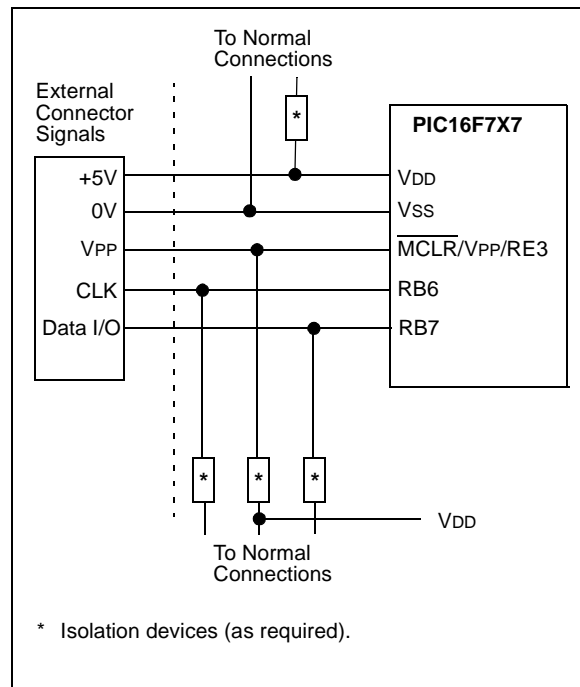 To Normal
Connections
External
Connector
Signals
*
PIC16F7X7
+5V
VDD
0V
VSS
VPP
MCLR/VPP/RE3
CLK
RB6
Data I/O
RB7
* * *
VDD
To Normal
Connections
* Isolation devices (as required).